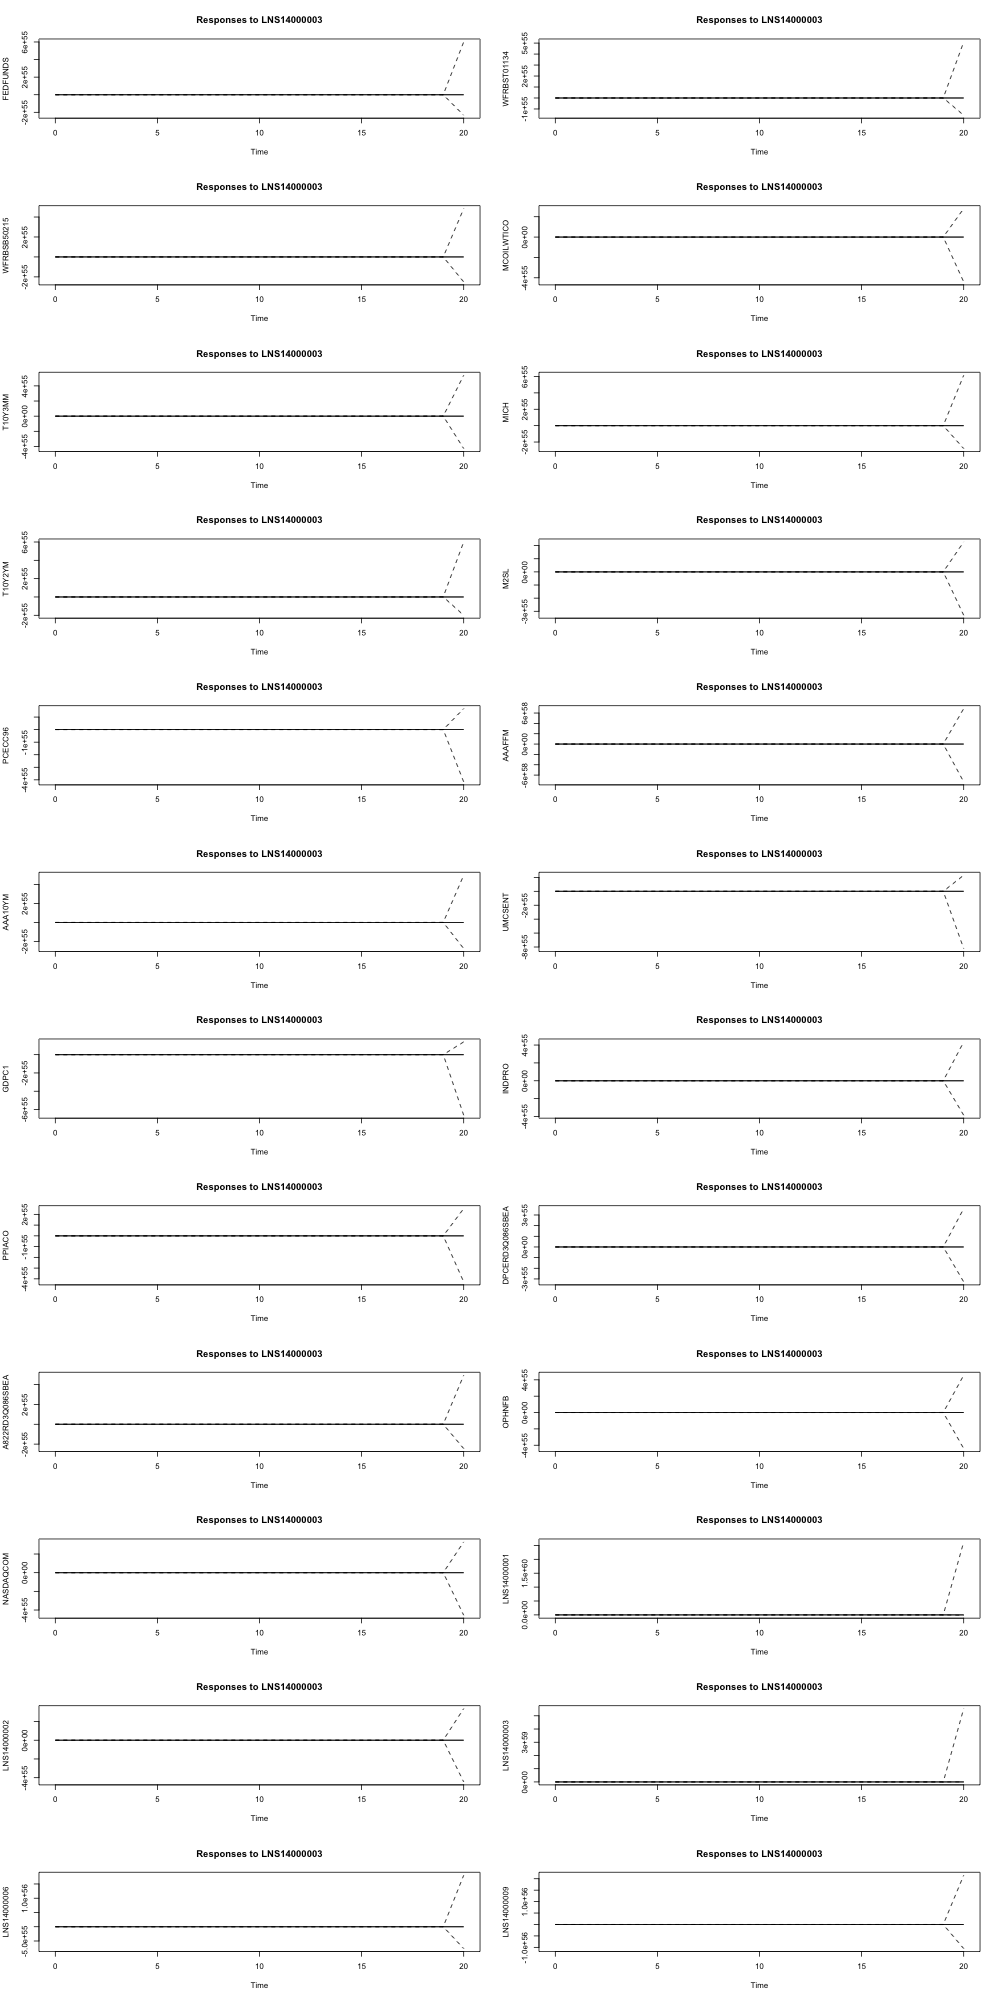 Responses to LNS14000003
FEDFUNDS
-2e+55 2e+55 6e+55
0 5 10 15 20
Time
Responses to LNS14000003
WFRBST01134
-1e+55 2e+55 5e+55
0 5 10 15 20
Time
Responses to LNS14000003
WFRBSB50215
-2e+55 2e+55
0 5 10 15 20
Time
Responses to LNS14000003
MCOILWTICO
-4e+55 0e+00
0 5 10 15 20
Time
Responses to LNS14000003
T10Y3MM
-4e+55 0e+00 4e+55
0 5 10 15 20
Time
Responses to LNS14000003
MICH
-2e+55 2e+55 6e+55
0 5 10 15 20
Time
Responses to LNS14000003
T10Y2YM
-2e+55 2e+55 6e+55
0 5 10 15 20
Time
Responses to LNS14000003
M2SL
-3e+55 0e+00
0 5 10 15 20
Time
Responses to LNS14000003
PCECC96
-4e+55 -1e+55
0 5 10 15 20
Time
Responses to LNS14000003
AAAFFM
-6e+58 0e+00 6e+58
0 5 10 15 20
Time
Responses to LNS14000003
AAA10YM
-2e+55 2e+55
0 5 10 15 20
Time
Responses to LNS14000003
UMCSENT
-8e+55 -2e+55
0 5 10 15 20
Time
Responses to LNS14000003
GDPC1
-6e+55 -2e+55
0 5 10 15 20
Time
Responses to LNS14000003
INDPRO
-4e+55 0e+00 4e+55
0 5 10 15 20
Time
Responses to LNS14000003
PPIACO
-4e+55 -1e+55 2e+55
0 5 10 15 20
Time
Responses to LNS14000003
DPCERD3Q086SBEA
-3e+55 0e+00 3e+55
0 5 10 15 20
Time
Responses to LNS14000003
A822RD3Q086SBEA
-2e+55 2e+55
0 5 10 15 20
Time
Responses to LNS14000003
OPHNFB
-4e+55 0e+00 4e+55
0 5 10 15 20
Time
Responses to LNS14000003
NASDAQCOM
-4e+55 0e+00
0 5 10 15 20
Time
Responses to LNS14000003
LNS14000001
0.0e+00 1.5e+60
0 5 10 15 20
Time
Responses to LNS14000003
LNS14000002
-4e+55 0e+00
0 5 10 15 20
Time
Responses to LNS14000003
LNS14000003
0e+00 3e+59
0 5 10 15 20
Time
Responses to LNS14000003
LNS14000006
-5.0e+55 1.0e+56
0 5 10 15 20
Time
Responses to LNS14000003
LNS14000009
-1.0e+56 1.0e+56
0 5 10 15 20
Time